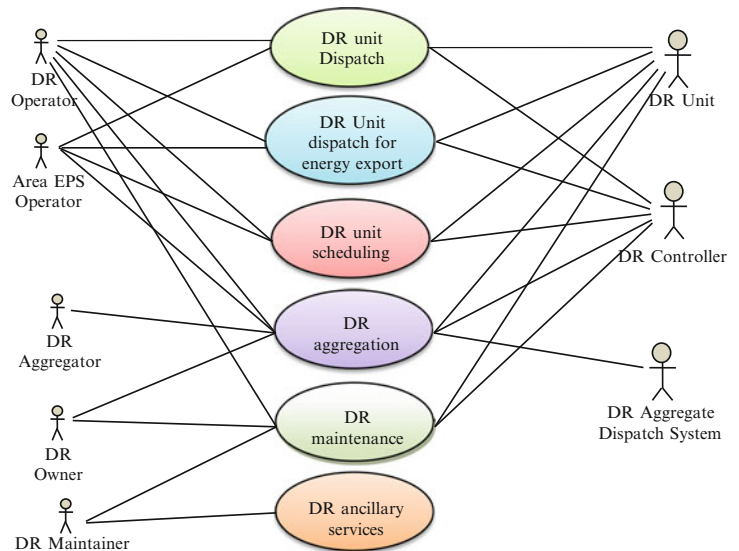 DR
Operator
Area EPS
Operator
DR
Aggregator
DR
Owner
DR Maintainer
DR unit
Dispatch
DR Unit
dispatch for
energy export
DR unit
scheduling
DR
aggregation
DR
maintenance
DR ancillary
services
DR Unit
DR Controller
DR Aggregate
Dispatch System